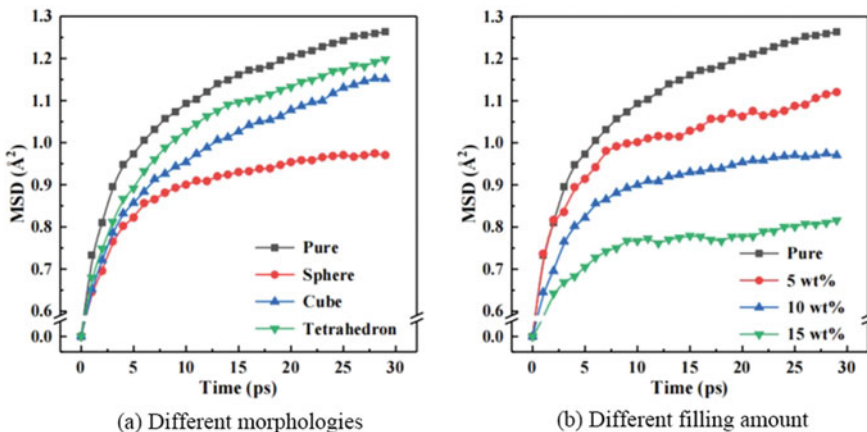 1.3
1.2
1.1
1.0
0.9
0.8
0.7
0.6
0.0
MSD (Å²)
Pure
Sphere
Cube
Tetrahedron
0 5 10 15 20 25 30
Time (ps)
(a) Different morphologies
1.3
1.2
1.1
1.0
0.9
0.8
0.7
0.6
0.0
MSD (Å²)
Pure
5 wt%
10 wt%
15 wt%
0 5 10 15 20 25 30
Time (ps)
(b) Different filling amount